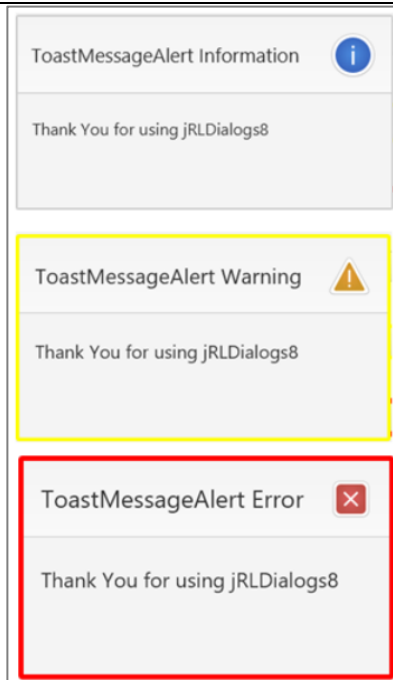 ToastMessageAlert Information
Thank You for using jRLDialogs8
ToastMessageAlert Warning
Thank You for using jRLDialogs8
ToastMessageAlert Error
Thank You for using jRLDialogs8